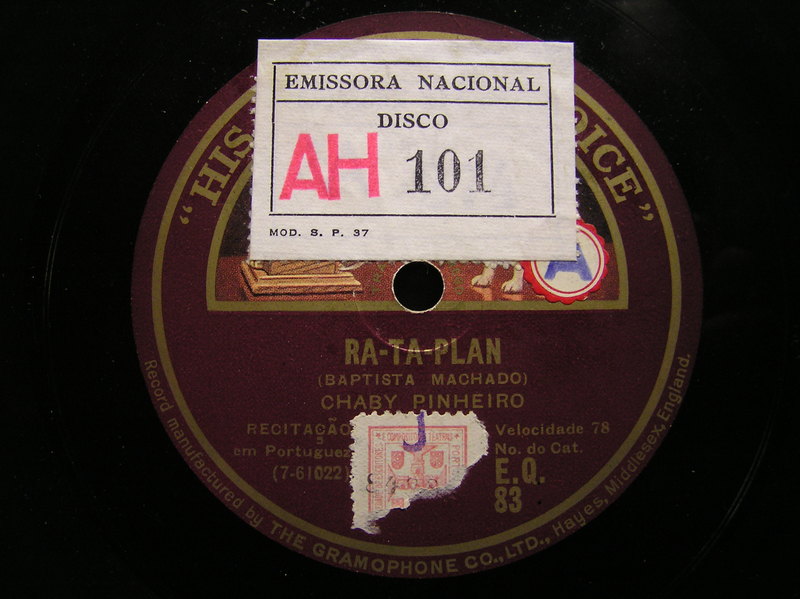 EMISSORA NACIONAL
DISCO
AH 101
MOD. S. P. 37
"HIS OICE"
A
RA-TA-PLAN
(BAPTISTA MACHADO)
CHABY PINHEIRO
RECITAÇÃO
em Portuguez
(7-61022)
J
Velocidade 78
No. do Cat.
E.Q.
83
Record manufactured by THE GRAMOPHONE CO., LTD., Hayes, Middlesex, England.